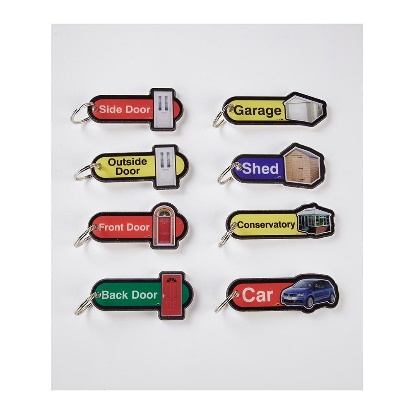 Side Door
Garage
Outside
Door
Shed
Front Door
Conservatory
Back Door
Car